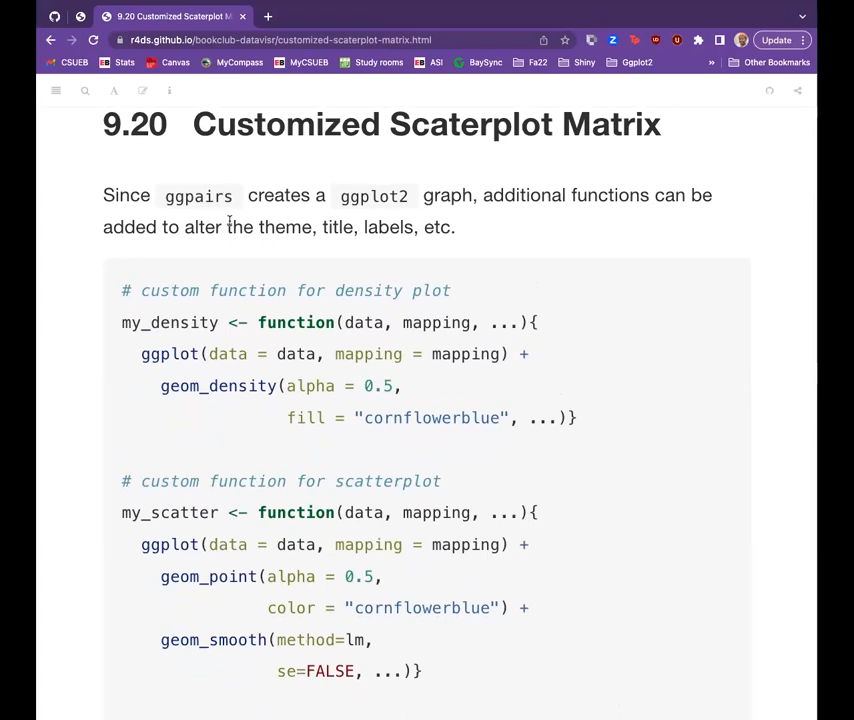 9.20 Customized Scaterplot M
Update
r4ds.github.io/bookclub-datavisr/customized-scaterplot-matrix.html
CSUEB Stats Canvas MyCompass MyCSUEB Study rooms ASI BaySync Fa22 Shiny Ggplot2 » Other Bookmarks
9.20 Customized Scaterplot Matrix
Since ggpairs creates a ggplot2 graph, additional functions can be
added to alter the theme, title, labels, etc.
# custom function for density plot
my_density <- function(data, mapping, ...){
ggplot(data = data, mapping = mapping) +
geom_density(alpha = 0.5,
fill = "cornflowerblue", ...)}
# custom function for scatterplot
my_scatter <- function(data, mapping, ...){
ggplot(data = data, mapping = mapping) +
geom_point(alpha = 0.5,
color = "cornflowerblue") +
geom_smooth(method=lm,
se=FALSE, ...)}